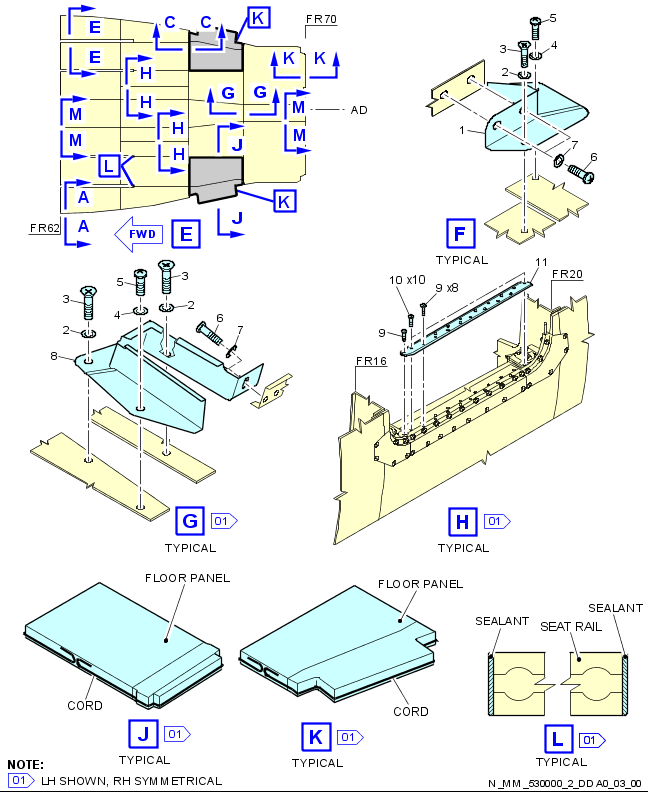 E
C
C
K
FR70
5
E
K
K
3
4
H
2
H
G
G
M
M
AD
1
M
H
M
7
H
J
6
L
A
K
A
J
FR62
FWD
E
F
TYPICAL
3
5
3
10 x10
9 x8
11
FR20
2
4
2
6
7
9
8
FR16
G
01
TYPICAL
H
01
TYPICAL
FLOOR PANEL
CORD
J
01
TYPICAL
FLOOR PANEL
CORD
K
01
TYPICAL
SEALANT
SEALANT
SEAT RAIL
L
01
TYPICAL
NOTE:
01 LH SHOWN, RH SYMMETRICAL
N_MM_530000_2_DDA0_03_00